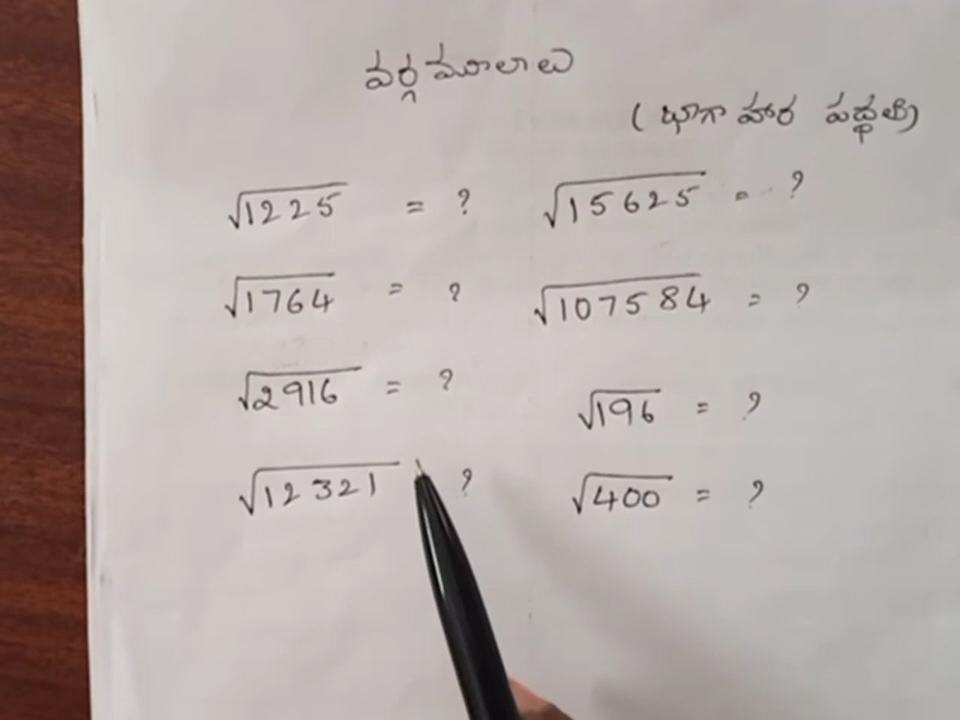 వర్గమూలాలు
(భాగాహార పద్ధతి)
√1225 = ? √15625 = ?
√1764 = ? √107584 = ?
√2916 = ? √196 = ?
√12321 ? √400 = ?